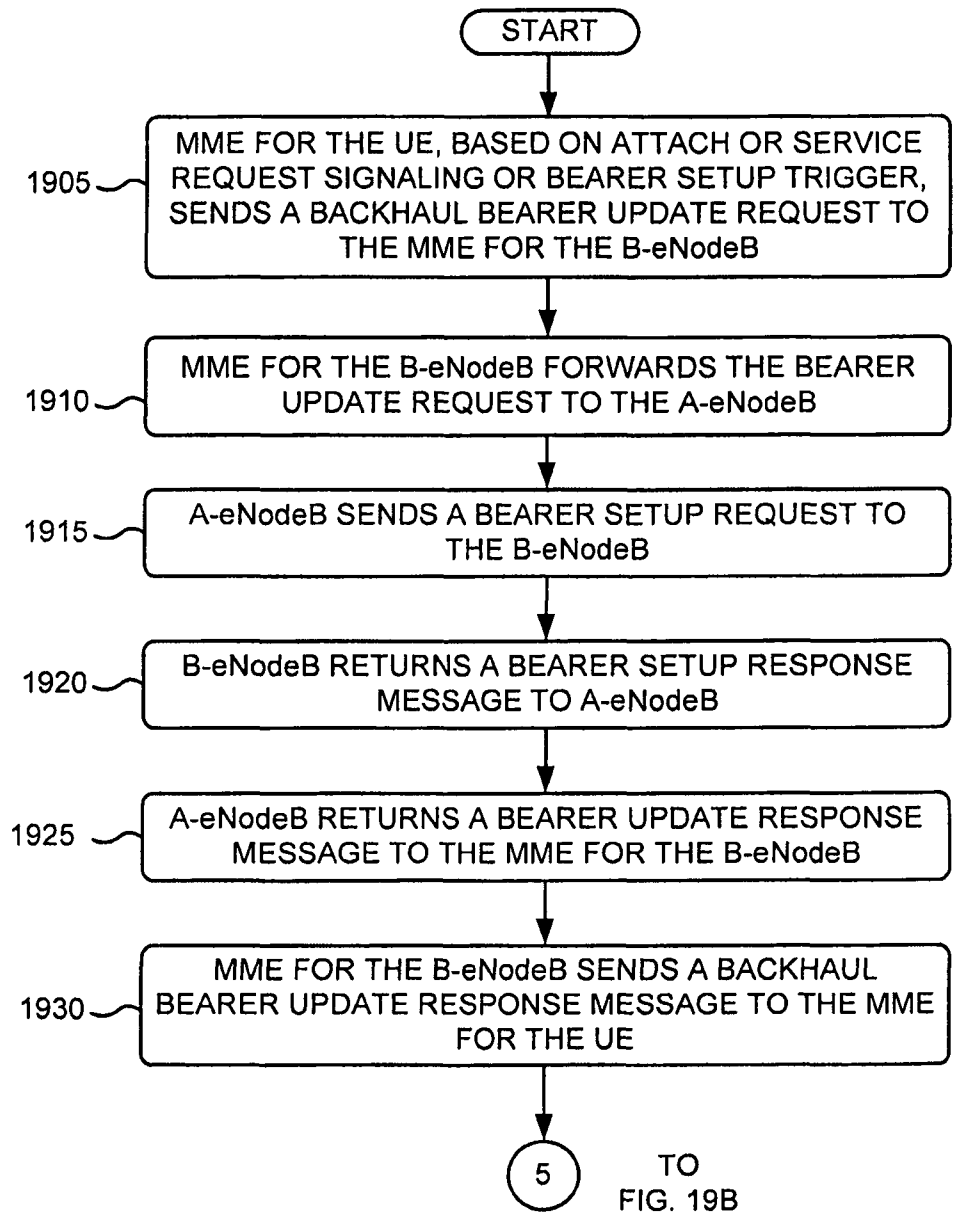 START
1905
MME FOR THE UE, BASED ON ATTACH OR SERVICE
REQUEST SIGNALING OR BEARER SETUP TRIGGER,
SENDS A BACKHAUL BEARER UPDATE REQUEST TO
THE MME FOR THE B-eNodeB
1910
MME FOR THE B-eNodeB FORWARDS THE BEARER
UPDATE REQUEST TO THE A-eNodeB
1915
A-eNodeB SENDS A BEARER SETUP REQUEST TO
THE B-eNodeB
1920
B-eNodeB RETURNS A BEARER SETUP RESPONSE
MESSAGE TO A-eNodeB
1925
A-eNodeB RETURNS A BEARER UPDATE RESPONSE
MESSAGE TO THE MME FOR THE B-eNodeB
1930
MME FOR THE B-eNodeB SENDS A BACKHAUL
BEARER UPDATE RESPONSE MESSAGE TO THE MME
FOR THE UE
5
TO
FIG. 19B